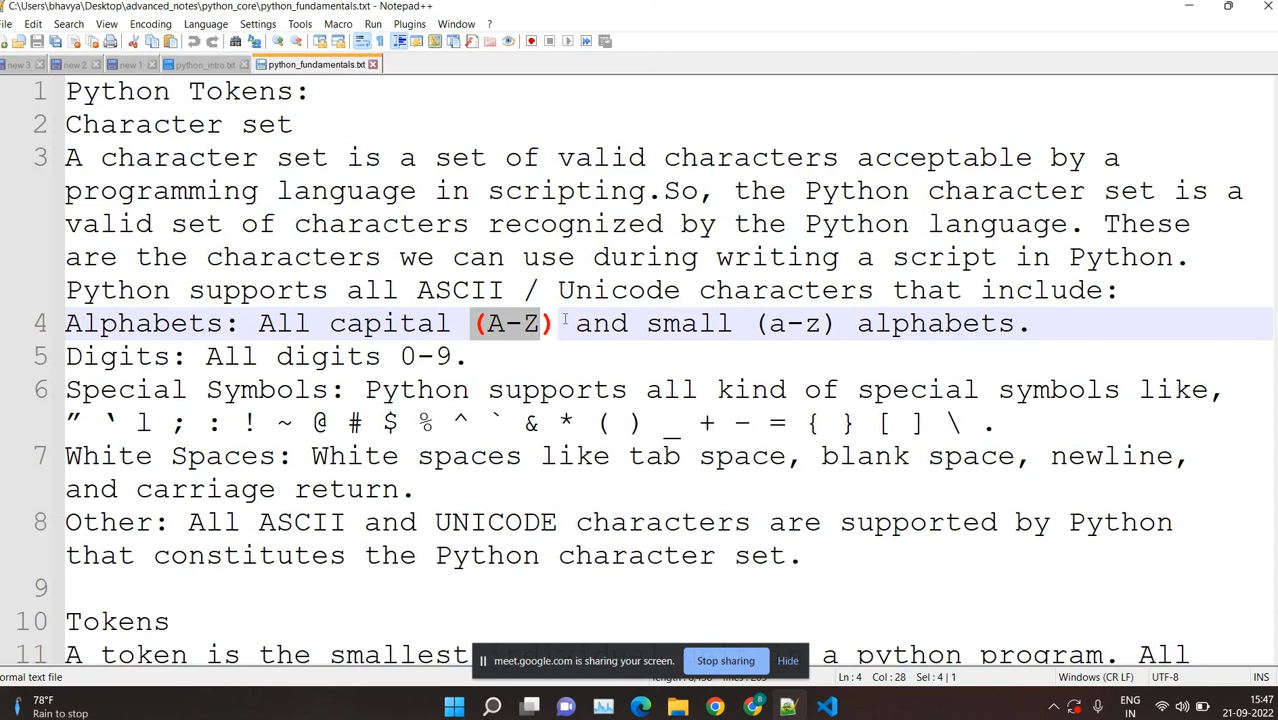 C:\Users\bhavya\Desktop\advanced_notes\python_core\python_fundamentals.txt - Notepad++
Edit Search View Encoding Language Settings Tools Macro Run Plugins Window ?
new 3 new 2 new 1 python_intro.txt python_fundamentals.txt
1 Python Tokens:
2 Character set
3 A character set is a set of valid characters acceptable by a
programming language in scripting.So, the Python character set is a
valid set of characters recognized by the Python language. These
are the characters we can use during writing a script in Python.
Python supports all ASCII / Unicode characters that include:
4 Alphabets: All capital (A-Z) and small (a-z) alphabets.
5 Digits: All digits 0-9.
6 Special Symbols: Python supports all kind of special symbols like,
” ‛ l ; : ! ~ @ # $ % ^ ` & * ( ) _ + – = { } [ ] \ .
7 White Spaces: White spaces like tab space, blank space, newline,
and carriage return.
8 Other: All ASCII and UNICODE characters are supported by Python
that constitutes the Python character set.
9
10 Tokens
11 A token is the smallest a python program. All
meet.google.com is sharing your screen. Stop sharing Hide
ormal text file Ln: 4 Col: 28 Sel: 4 | 1 Windows (CR LF) UTF-8 INS
78°F
Rain to stop
ENG
IN
15:47
21-09-2022